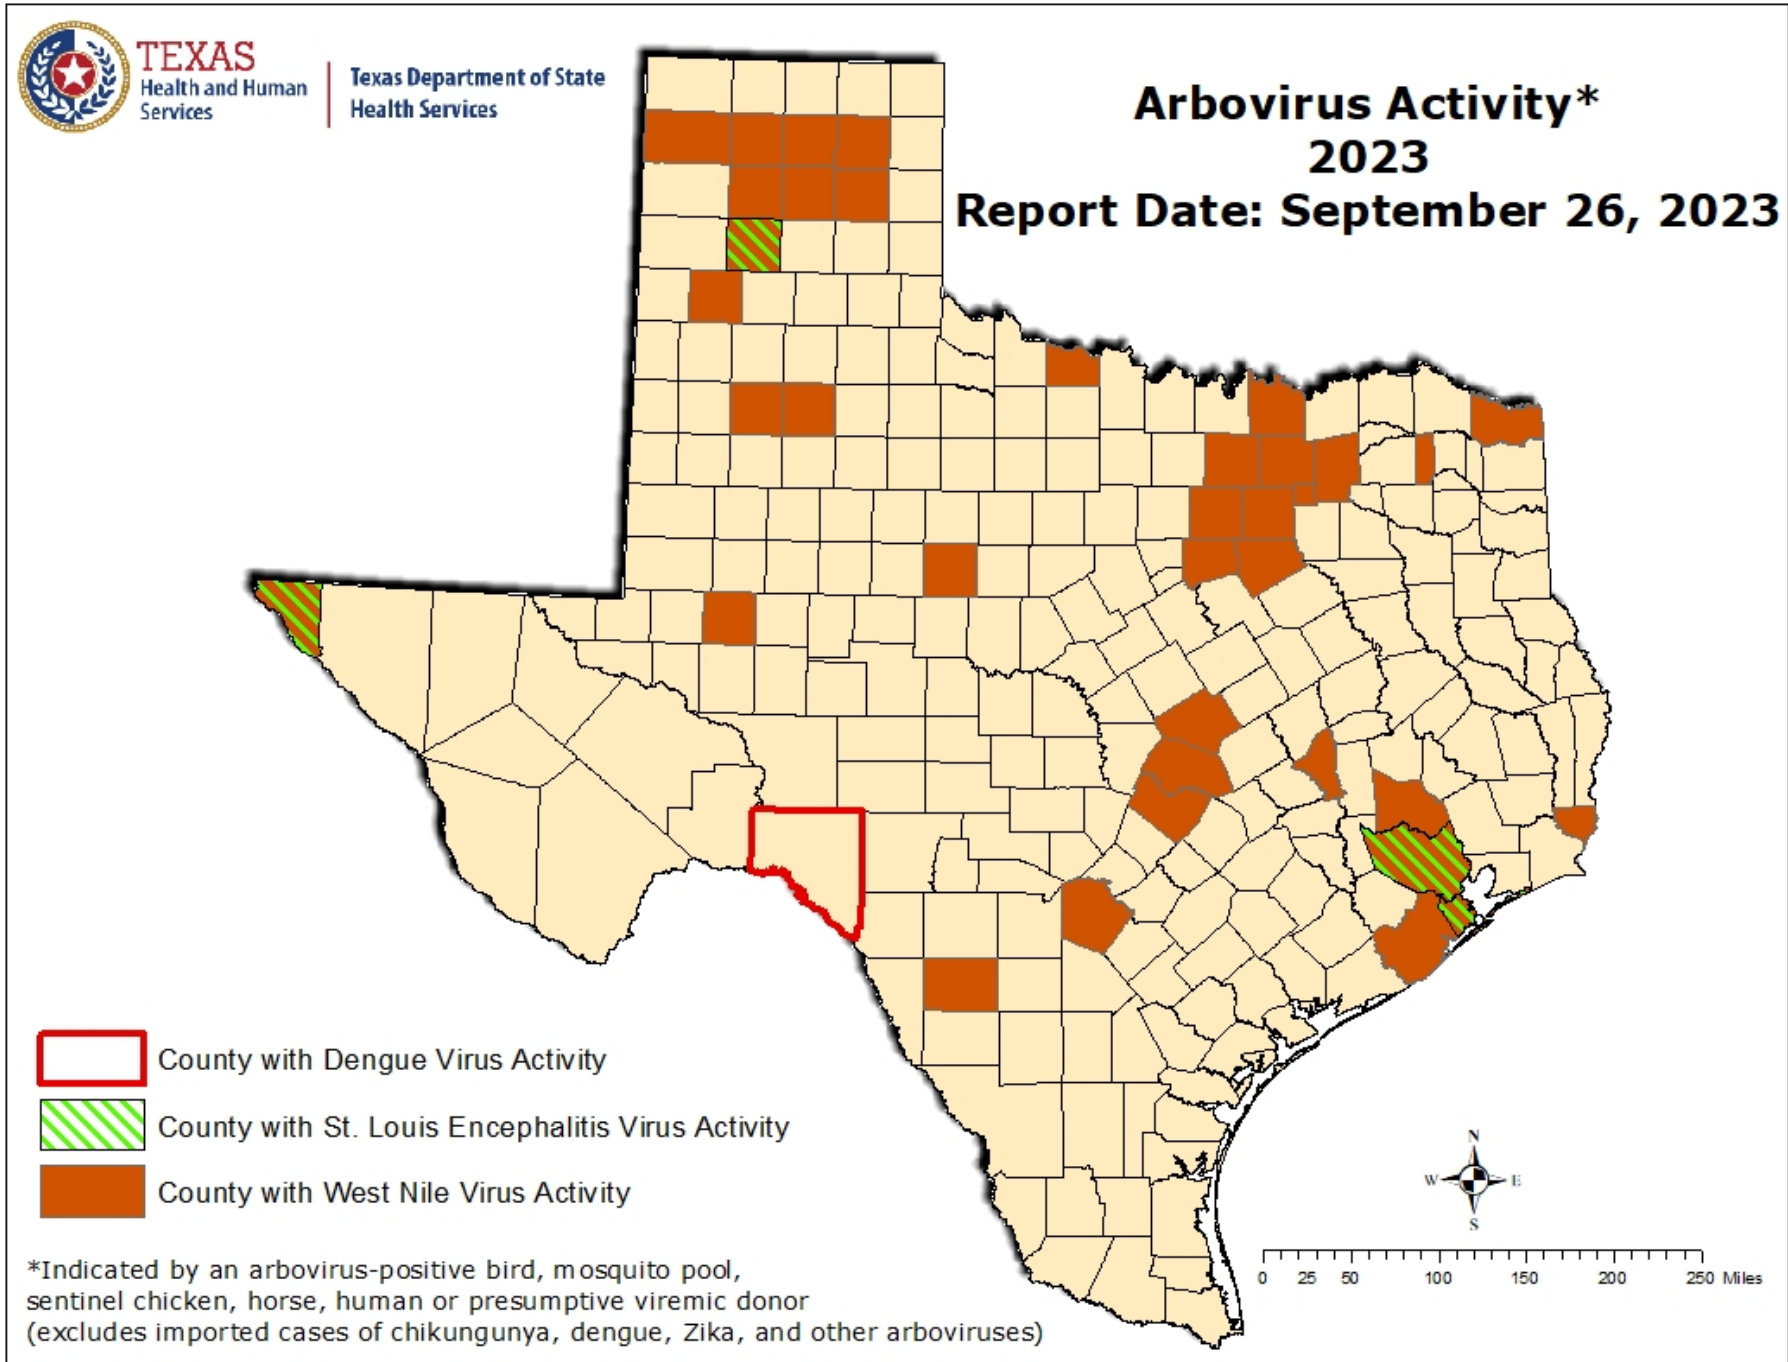 TEXAS
Health and Human
Services
Texas Department of State
Health Services
Arbovirus Activity*
2023
Report Date: September 26, 2023
County with Dengue Virus Activity
County with St. Louis Encephalitis Virus Activity
County with West Nile Virus Activity
*Indicated by an arbovirus-positive bird, mosquito pool,
sentinel chicken, horse, human or presumptive viremic donor
(excludes imported cases of chikungunya, dengue, Zika, and other arboviruses)
N
W E
S
0 25 50 100 150 200 250 Miles